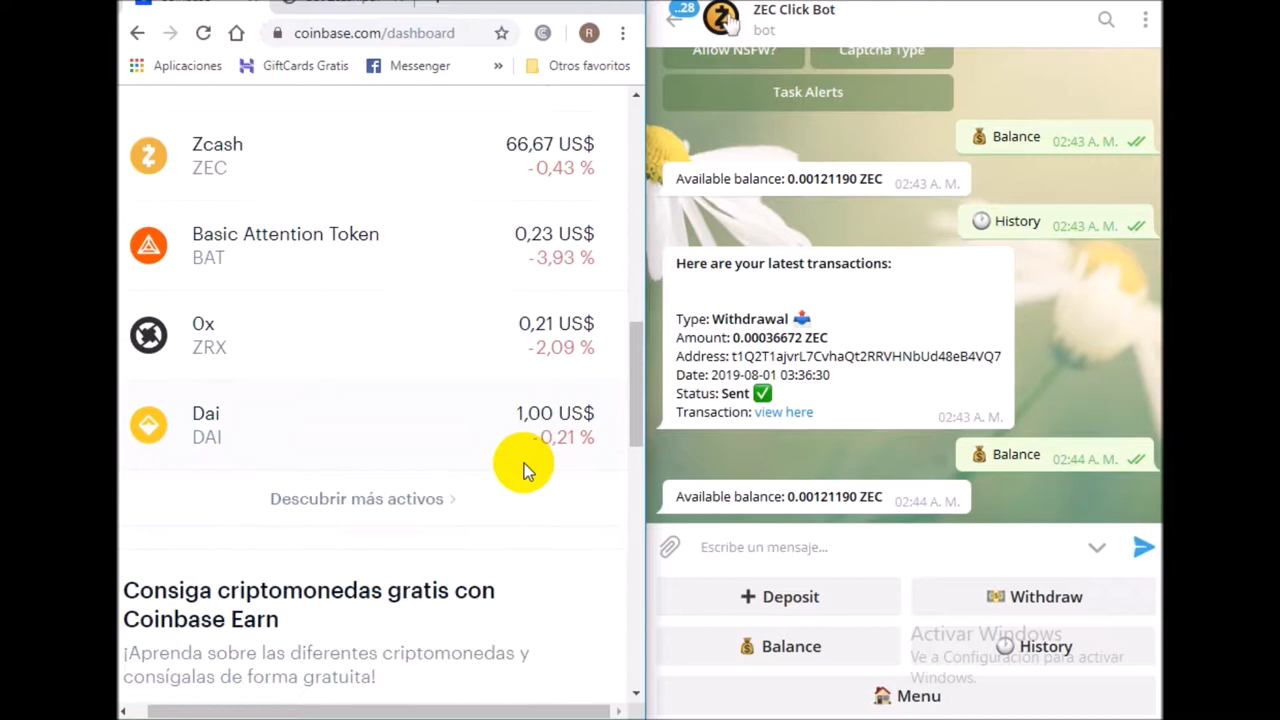 coinbase.com/dashboard
R
Aplicaciones
GiftCards Gratis
Messenger
»
Otros favoritos
Zcash
66,67 US$
ZEC
-0,43 %
Basic Attention Token
0,23 US$
BAT
-3,93 %
0x
0,21 US$
ZRX
-2,09 %
Dai
1,00 US$
DAI
-0,21 %
Descubrir más activos
Consiga criptomonedas gratis con
Coinbase Earn
¡Aprenda sobre las diferentes criptomonedas y
consígalas de forma gratuita!
..28
ZEC Click Bot
bot
Allow NSFW?
Captcha Type
Task Alerts
Balance 02:43 A. M.
Available balance: 0.00121190 ZEC 02:43 A. M.
History 02:43 A. M.
Here are your latest transactions:
Type: Withdrawal
Amount: 0.00036672 ZEC
Address: t1Q2T1ajvrL7CvhaQt2RRVHNbUd48eB4VQ7
Date: 2019-08-01 03:36:30
Status: Sent
Transaction: view here
02:43 A. M.
Balance 02:44 A. M.
Available balance: 0.00121190 ZEC 02:44 A. M.
Escribe un mensaje...
Deposit
Withdraw
Balance
History
Menu
Activar Windows
Ve a Configuración para activar
Windows.